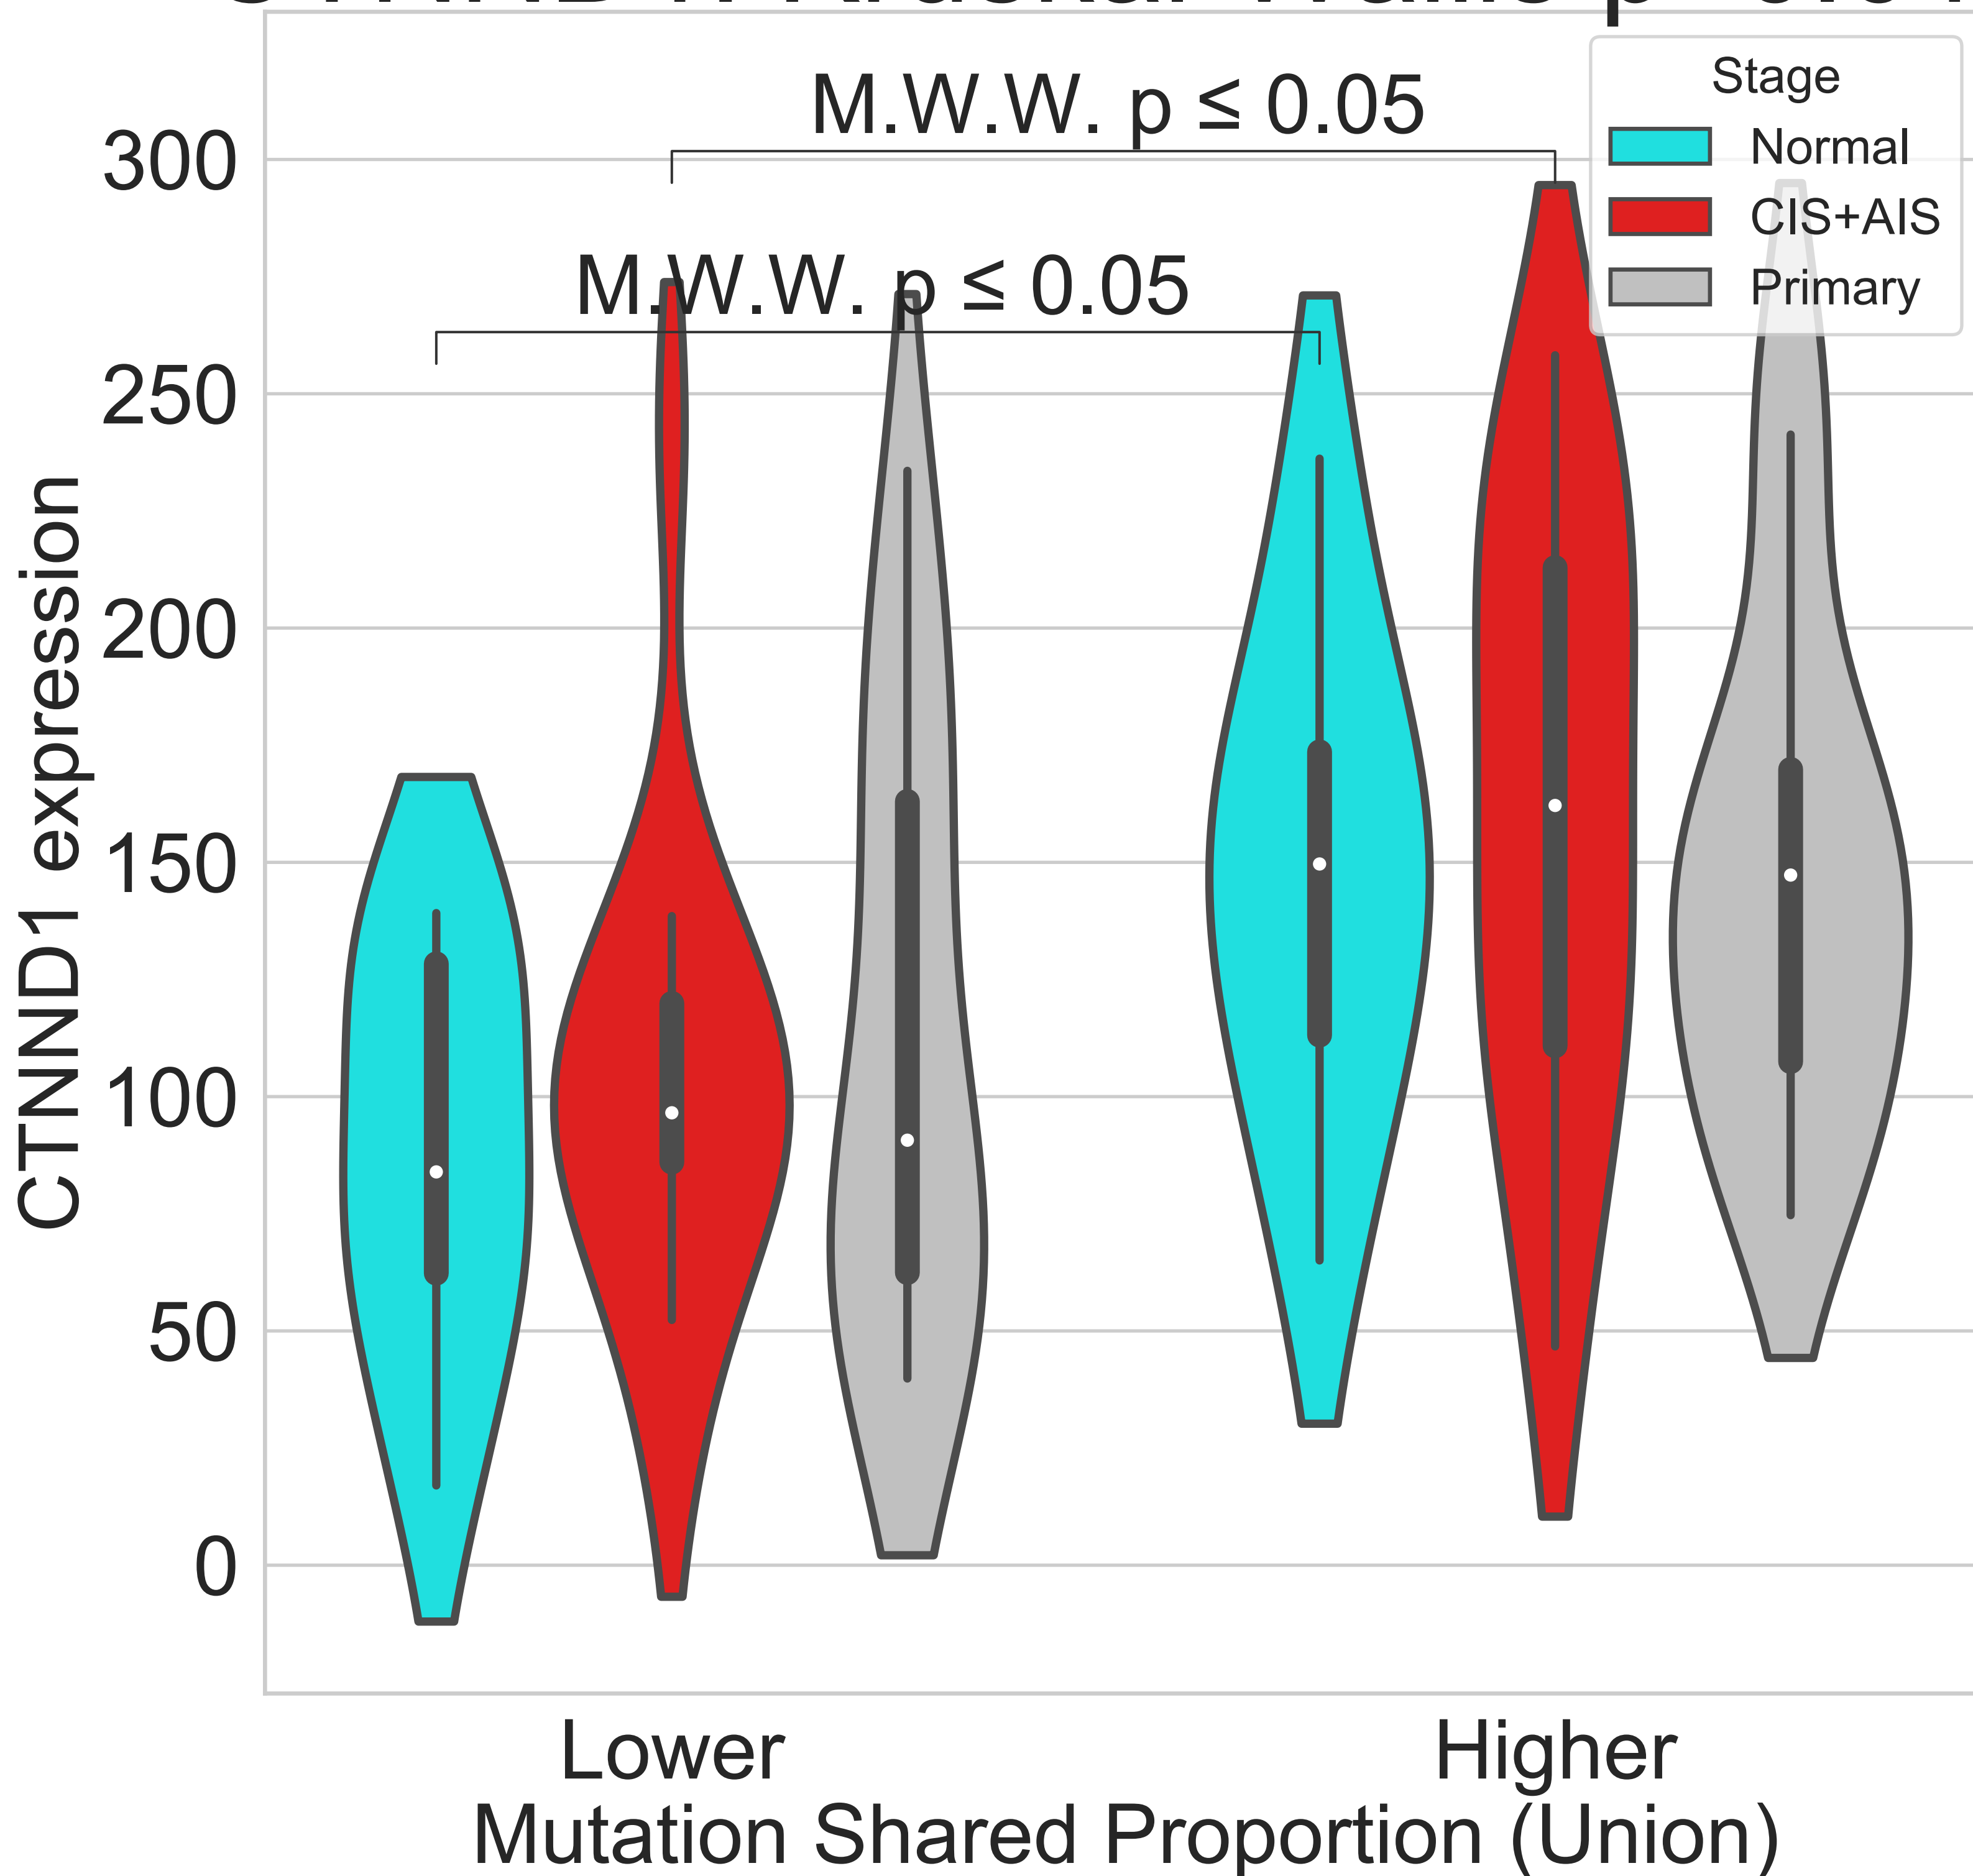 M.W.W. p ≤ 0.05
M.W.W. p ≤ 0.05
Stage
Normal
CIS+AIS
Primary
300
250
200
150
100
50
0
CTNND1 expression
Lower
Higher
Mutation Shared Proportion (Union)